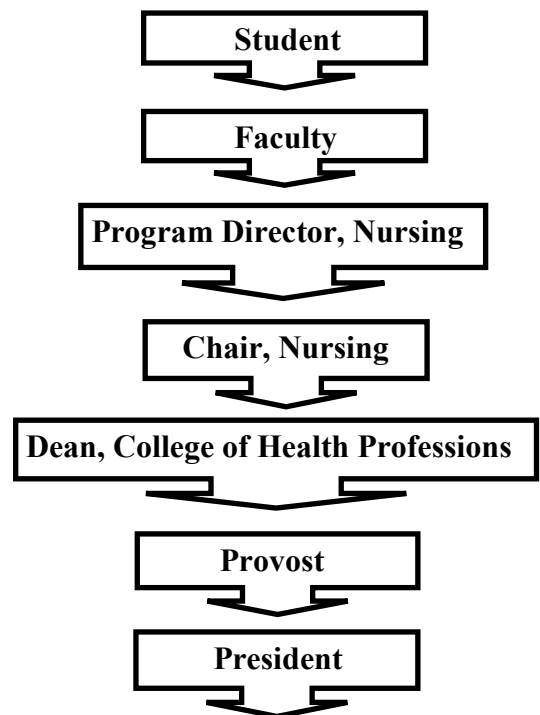 Student
Faculty
Program Director, Nursing
Chair, Nursing
Dean, College of Health Professions
Provost
President